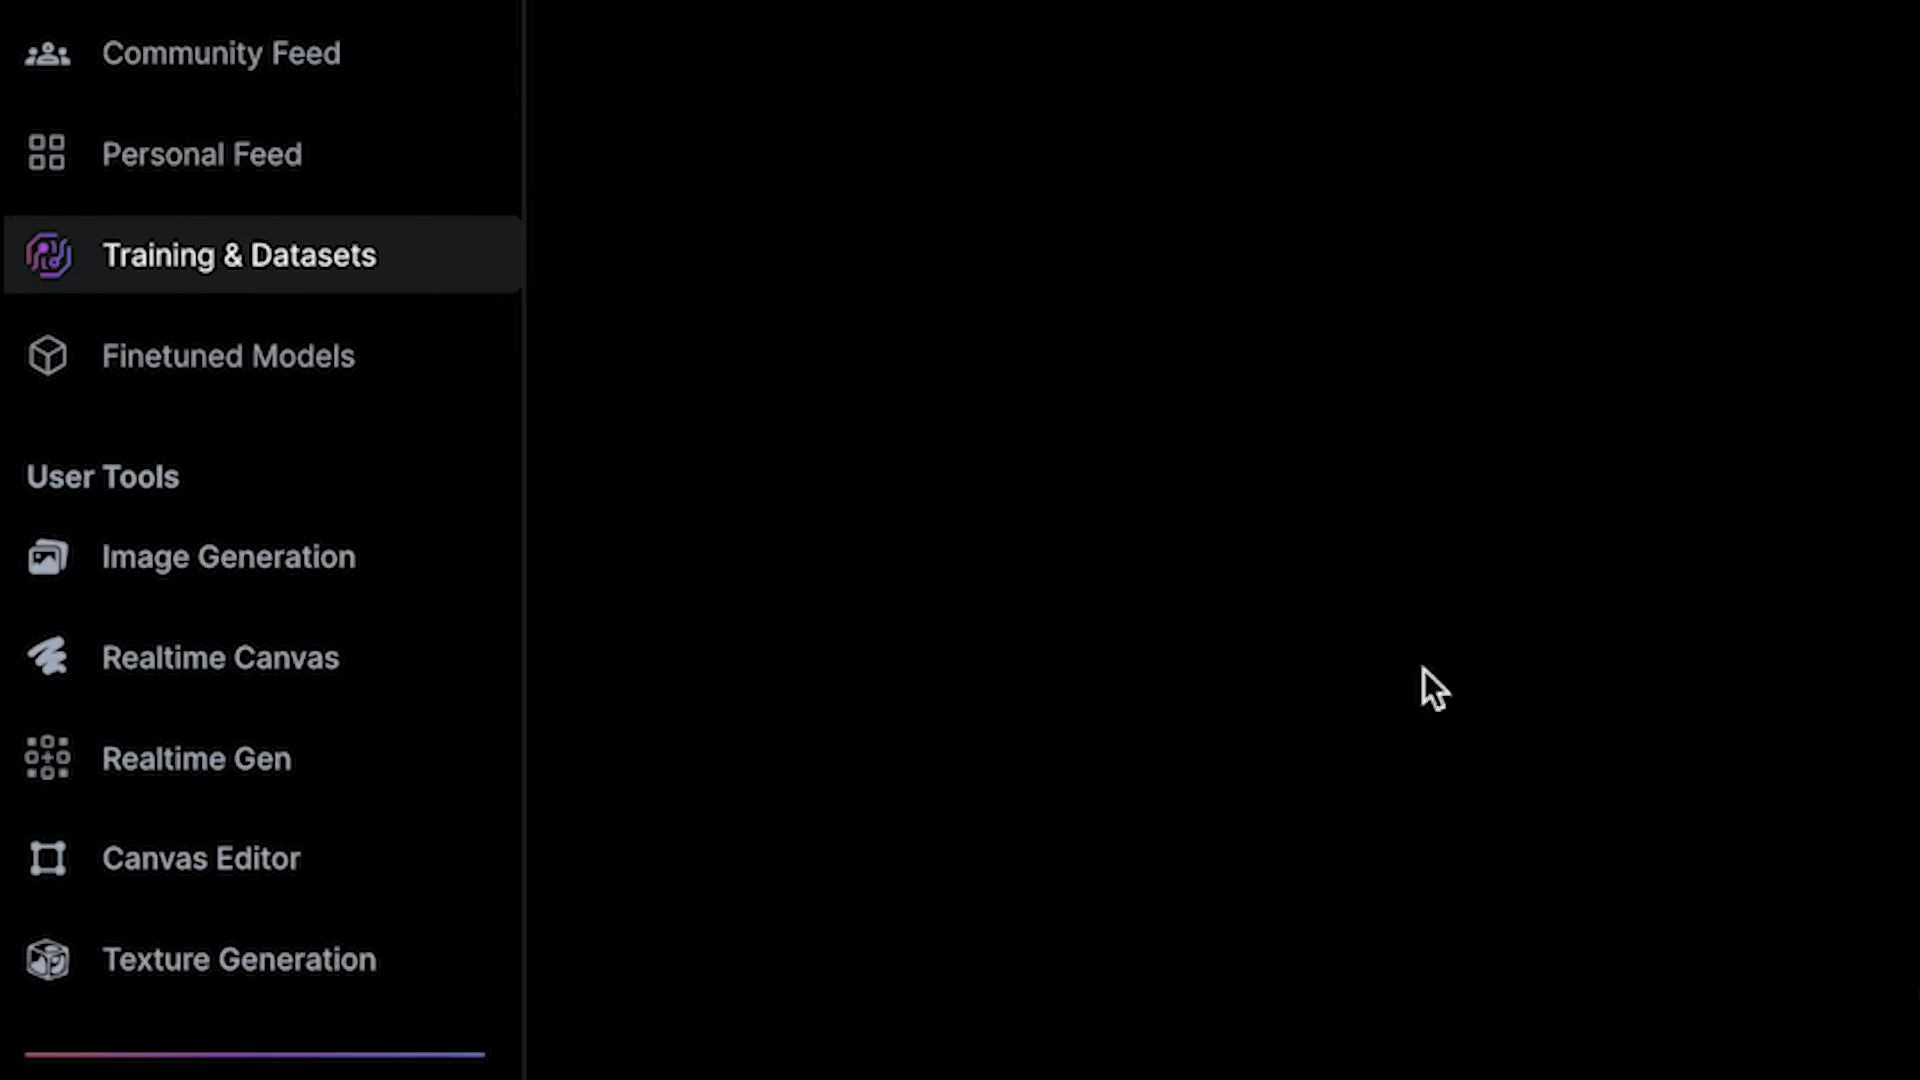 Community Feed
Personal Feed
Training & Datasets
Finetuned Models
User Tools
Image Generation
Realtime Canvas
Realtime Gen
Canvas Editor
Texture Generation